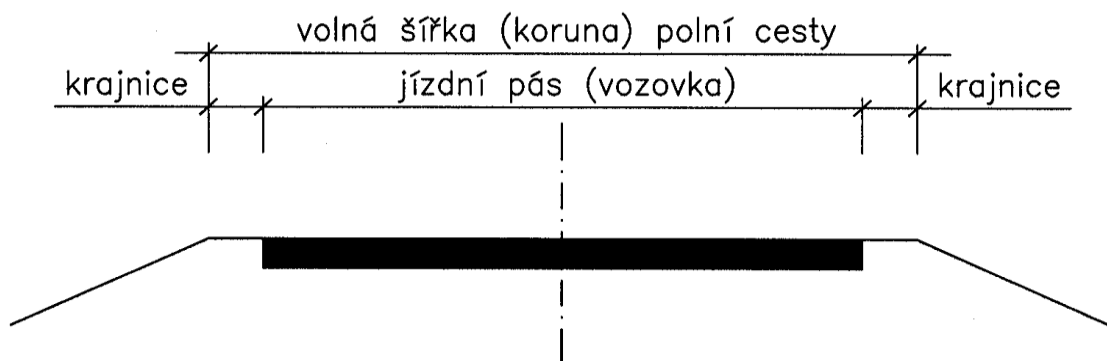 volná šířka (koruna) polní cesty
krajnice jízdní pás (vozovka) krajnice